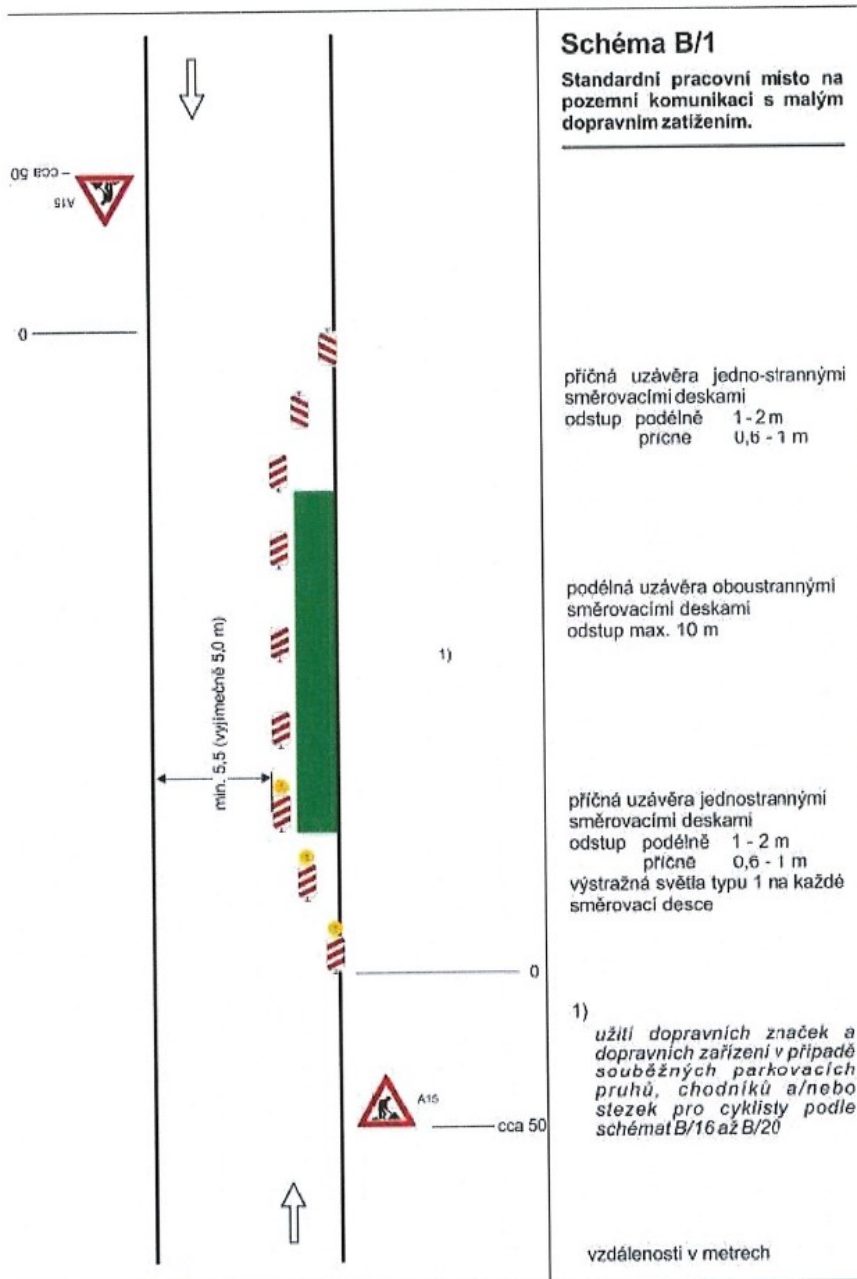 Schéma B/1
Standardní pracovní místo na
pozemní komunikaci s malým
dopravním zatížením.
cca 50
A15
0
příčná uzávěra jedno-strannými
směrovacími deskami
odstup podélně 1 - 2 m
příčně 0,6 - 1 m
podélná uzávěra oboustrannými
směrovacími deskami
odstup max. 10 m
1)
min. 5,5 (vyjímečně 5,0 m)
příčná uzávěra jednostrannými
směrovacími deskami
odstup podélně 1 - 2 m
příčně 0,6 - 1 m
výstražná světla typu 1 na každé
směrovací desce
0
1)
užití dopravních značek a
dopravních zařízení v případě
souběžných parkovacích
pruhů, chodníků a/nebo
stezek pro cyklisty podle
schémat B/16 až B/20
A15
cca 50
vzdálenosti v metrech